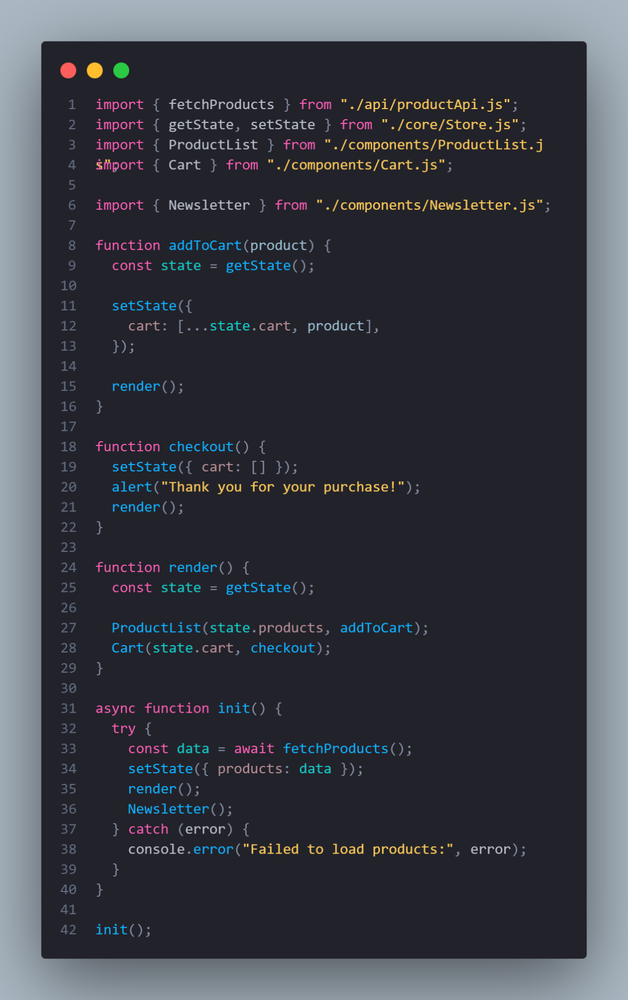 1 import { fetchProducts } from "./api/productApi.js";
2 import { getState, setState } from "./core/Store.js";
3 import { ProductList } from "./components/ProductList.j
s";
4 import { Cart } from "./components/Cart.js";
5
6 import { Newsletter } from "./components/Newsletter.js";
7
8 function addToCart(product) {
9   const state = getState();
10
11   setState({
12     cart: [...state.cart, product],
13   });
14
15   render();
16 }
17
18 function checkout() {
19   setState({ cart: [] });
20   alert("Thank you for your purchase!");
21   render();
22 }
23
24 function render() {
25   const state = getState();
26
27   ProductList(state.products, addToCart);
28   Cart(state.cart, checkout);
29 }
30
31 async function init() {
32   try {
33     const data = await fetchProducts();
34     setState({ products: data });
35     render();
36     Newsletter();
37   } catch (error) {
38     console.error("Failed to load products:", error);
39   }
40 }
41
42 init();